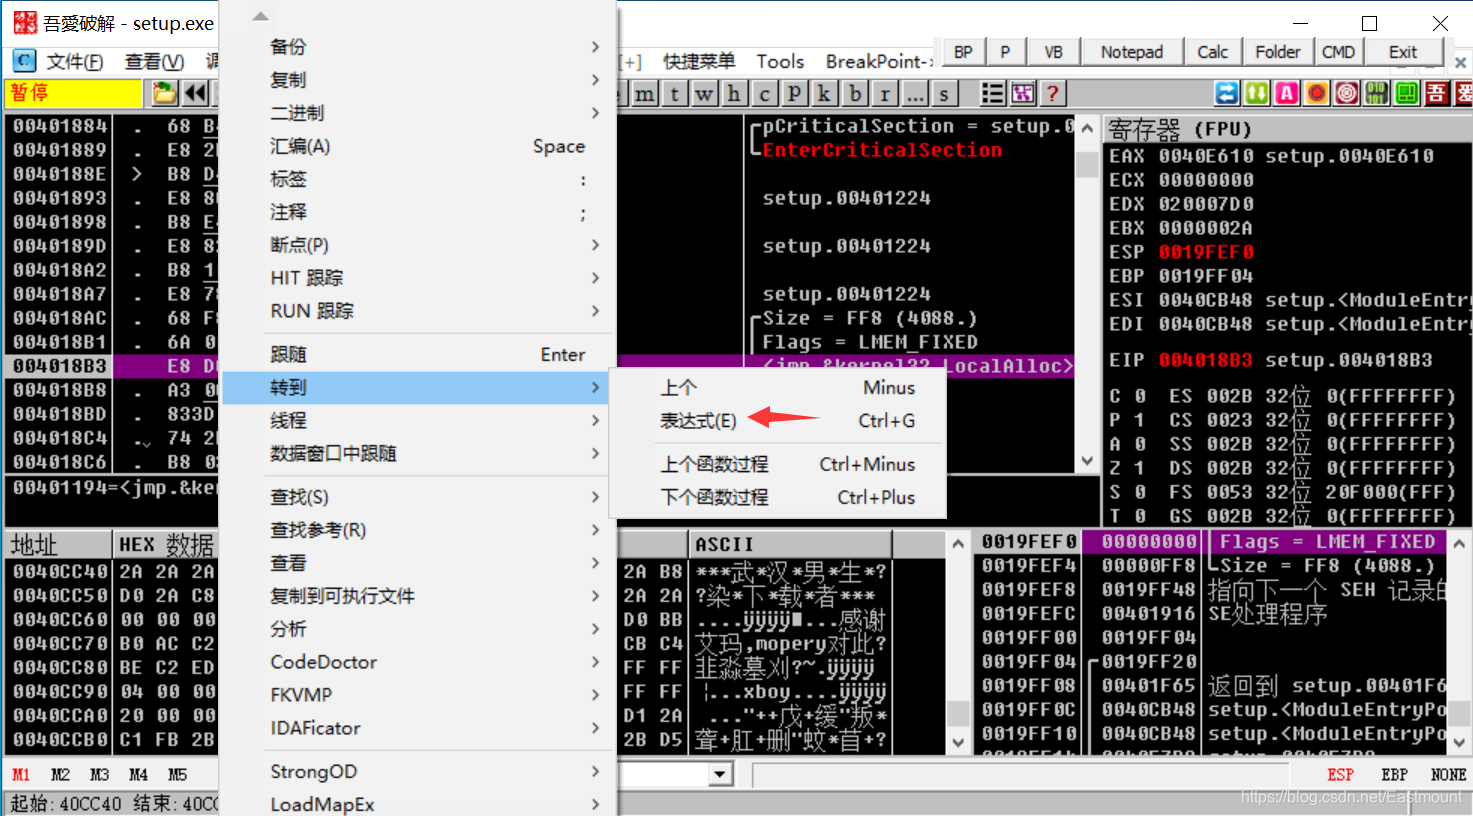 吾愛破解 - setup.exe
文件(F) 查看(V) 调
[+] 快捷菜单 Tools BreakPoint->
BP P VB Notepad Calc Folder CMD Exit
暂停
m t w h c P k b r ... s ?
00401884 . 68 B
00401889 . E8 2
0040188E > B8 D
00401893 . E8 8
00401898 . B8 E
0040189D . E8 8
004018A2 . B8 1
004018A7 . E8 7
004018AC . 68 F
004018B1 . 6A 0
004018B3 E8 D
004018B8 . A3 0
004018BD . 833D
004018C4 . 74 2
004018C6 . B8 0
00401194=<jmp.&ke
备份
复制
二进制
汇编(A) Space
标签 :
注释 ;
断点(P)
HIT 跟踪
RUN 跟踪
跟随 Enter
转到
线程
数据窗口中跟随
查找(S)
查找参考(R)
查看
复制到可执行文件
分析
CodeDoctor
FKVMP
IDAFicator
StrongOD
LoadMapEx
上个 Minus
表达式(E) Ctrl+G
上个函数过程 Ctrl+Minus
下个函数过程 Ctrl+Plus
pCriticalSection = setup.0
EnterCriticalSection
setup.00401224
setup.00401224
setup.00401224
Size = FF8 (4088.)
Flags = LMEM_FIXED
<jmp.&kernel32.LocalAlloc>
寄存器 (FPU)
EAX 0040E610 setup.0040E610
ECX 00000000
EDX 020007D0
EBX 0000002A
ESP 0019FEF0
EBP 0019FF04
ESI 0040CB48 setup.<ModuleEntry
EDI 0040CB48 setup.<ModuleEntry
EIP 004018B3 setup.004018B3
C 0 ES 002B 32位 0(FFFFFFFF)
P 1 CS 0023 32位 0(FFFFFFFF)
A 0 SS 002B 32位 0(FFFFFFFF)
Z 1 DS 002B 32位 0(FFFFFFFF)
S 0 FS 0053 32位 20F000(FFF)
T 0 GS 002B 32位 0(FFFFFFFF)
地址 HEX 数据 ASCII
0040CC40 2A 2A 2A 2A B8 ***武*汉*男*生*?
0040CC50 D0 2A C8 2A 2A ?染*下*载*者***
0040CC60 00 00 00 D0 BB ....ÿÿÿÿ■...感谢
0040CC70 B0 AC C2 CB C4 艾玛,mopery对此?
0040CC80 BE C2 ED FF FF 韭淼墓刈?~.ÿÿÿÿ
0040CC90 04 00 00 FF FF ¦...xboy....ÿÿÿÿ
0040CCA0 20 00 00 D1 2A ..."++戊+缓"叛*
0040CCB0 C1 FB 2B 2B D5 聋+肛+删"蚊*苜+?
0019FEF0 00000000 Flags = LMEM_FIXED
0019FEF4 00000FF8 Size = FF8 (4088.)
0019FEF8 0019FF48 指向下一个 SEH 记录的
0019FEFC 00401916 SE处理程序
0019FF00 0019FF04
0019FF04 0019FF20
0019FF08 00401F65 返回到 setup.00401F6
0019FF0C 0040CB48 setup.<ModuleEntryPo
0019FF10 0040CB48 setup.<ModuleEntryPo
M1 M2 M3 M4 M5
ESP EBP NONE
起始: 40CC40 结束: 40CC
https://blog.csdn.net/Eastmount